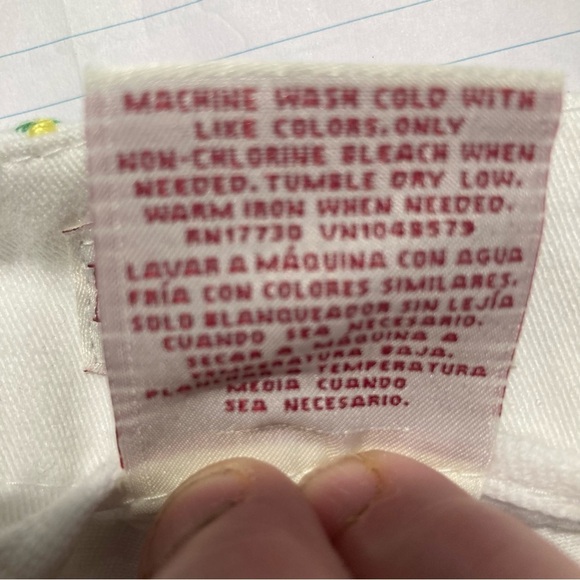 MACHINE WASH COLD WITH
LIKE COLORS. ONLY
NON-CHLORINE BLEACH WHEN
NEEDED. TUMBLE DRY LOW.
WARM IRON WHEN NEEDED.
RN17730 VN1048573
LAVAR A MÁQUINA CON AGUA
FRÍA CON COLORES SIMILARES.
SOLO BLANQUEADOR SIN LEJÍA
CUANDO SEA NECESARIO.
SECAR A MÁQUINA A
TEMPERATURA BAJA.
TEMPERATURA
MEDIA CUANDO
SEA NECESARIO.